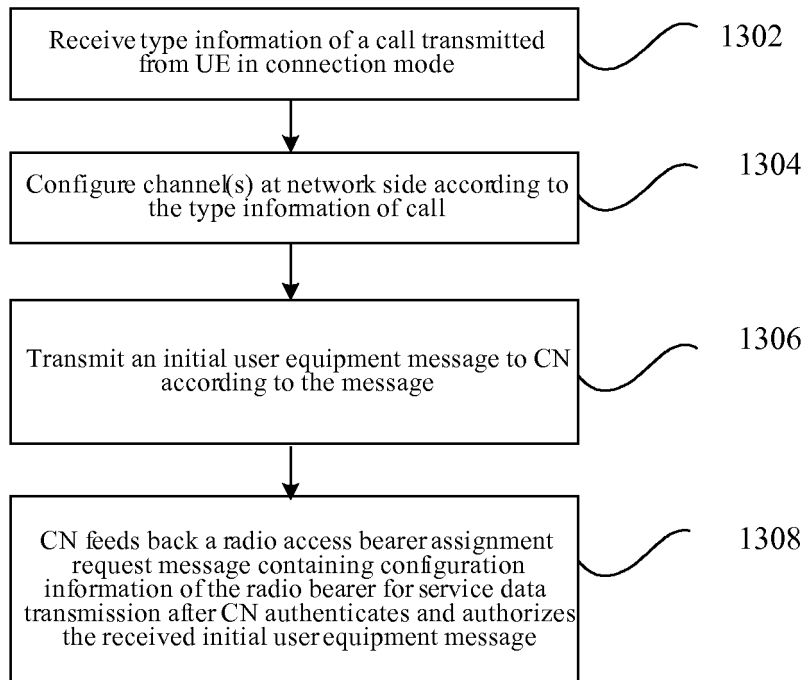 Receive type information of a call transmitted
from UE in connection mode
1302
Configure channel(s) at network side according to
the type information of call
1304
Transmit an initial user equipment message to CN
according to the message
1306
CN feeds back a radio access bearer assignment
request message containing configuration
information of the radio bearer for service data
transmission after CN authenticates and authorizes
the received initial user equipment message
1308